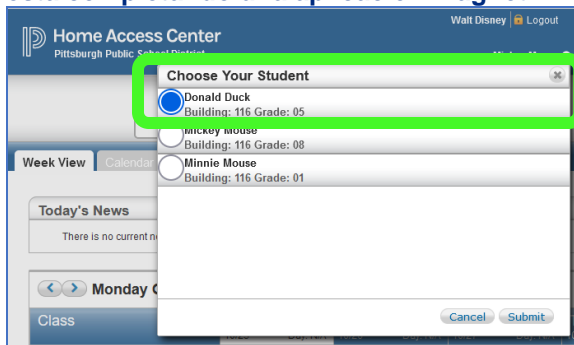 Walt Disney Logout
Home Access Center
Pittsburgh Public School District
Choose Your Student
Donald Duck
Building: 116 Grade: 05
Mickey Mouse
Building: 116 Grade: 08
Minnie Mouse
Building: 116 Grade: 01
Week View Calendar
Today's News
There is no current
Monday
Class
Cancel Submit